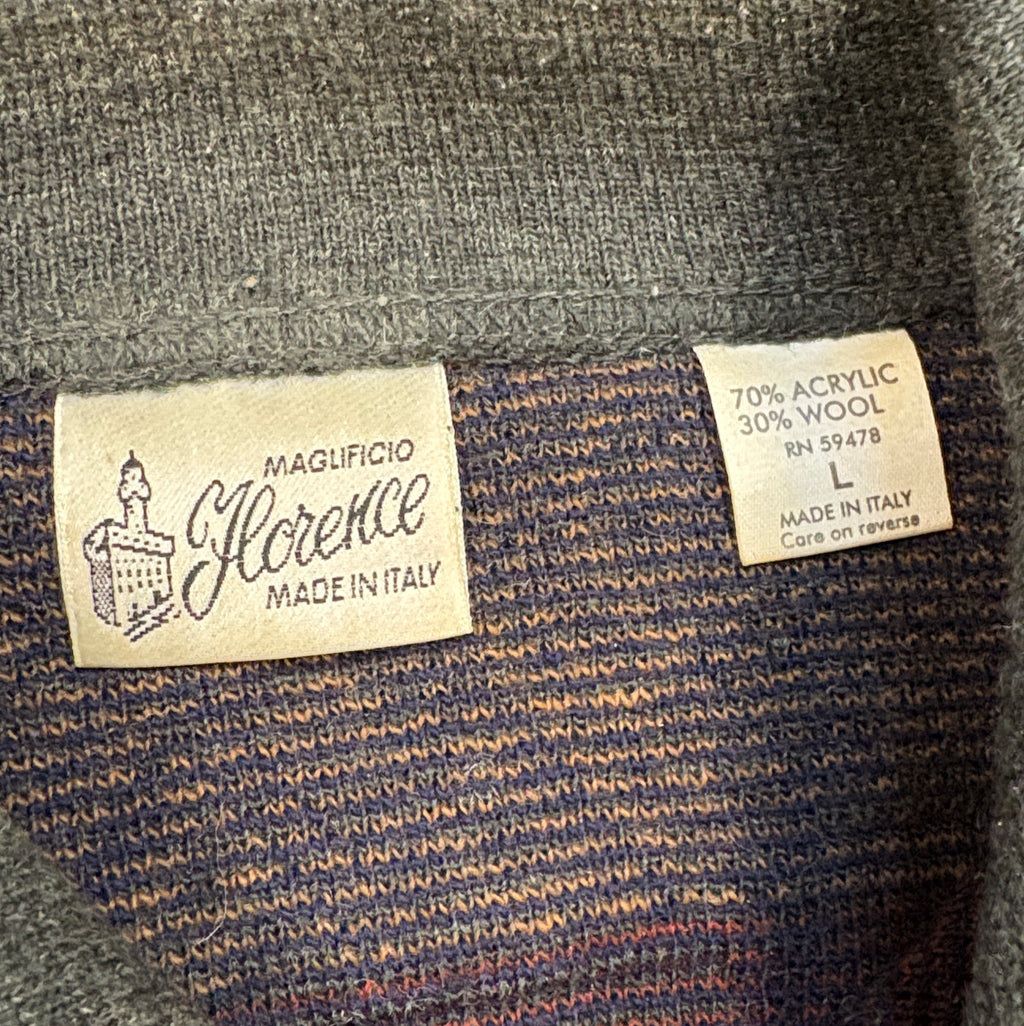 MAGLIFICIO
Florence
MADE IN ITALY
70% ACRYLIC
30% WOOL
RN 59478
L
MADE IN ITALY
Care on reverse